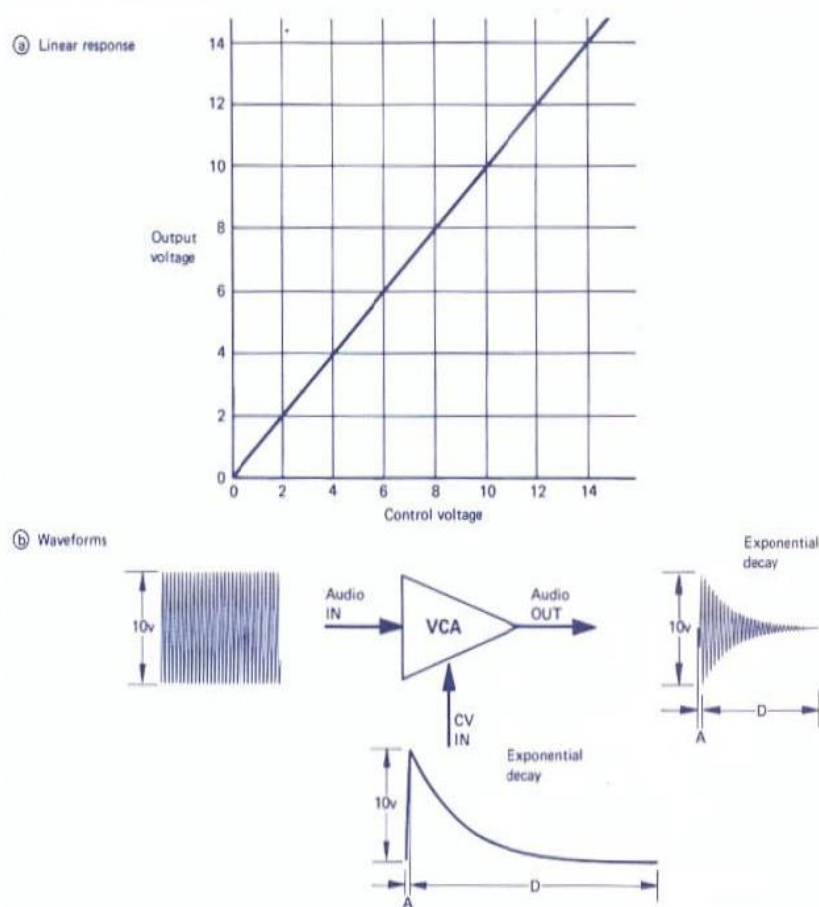 ⓐ Linear response
14
12
10
8
6
4
2
0
Output
voltage
0 2 4 6 8 10 12 14
Control voltage
ⓑ Waveforms
10v
Audio
IN
VCA
Audio
OUT
CV
IN
Exponential
decay
10v
D
A
Exponential
decay
10v
D
A